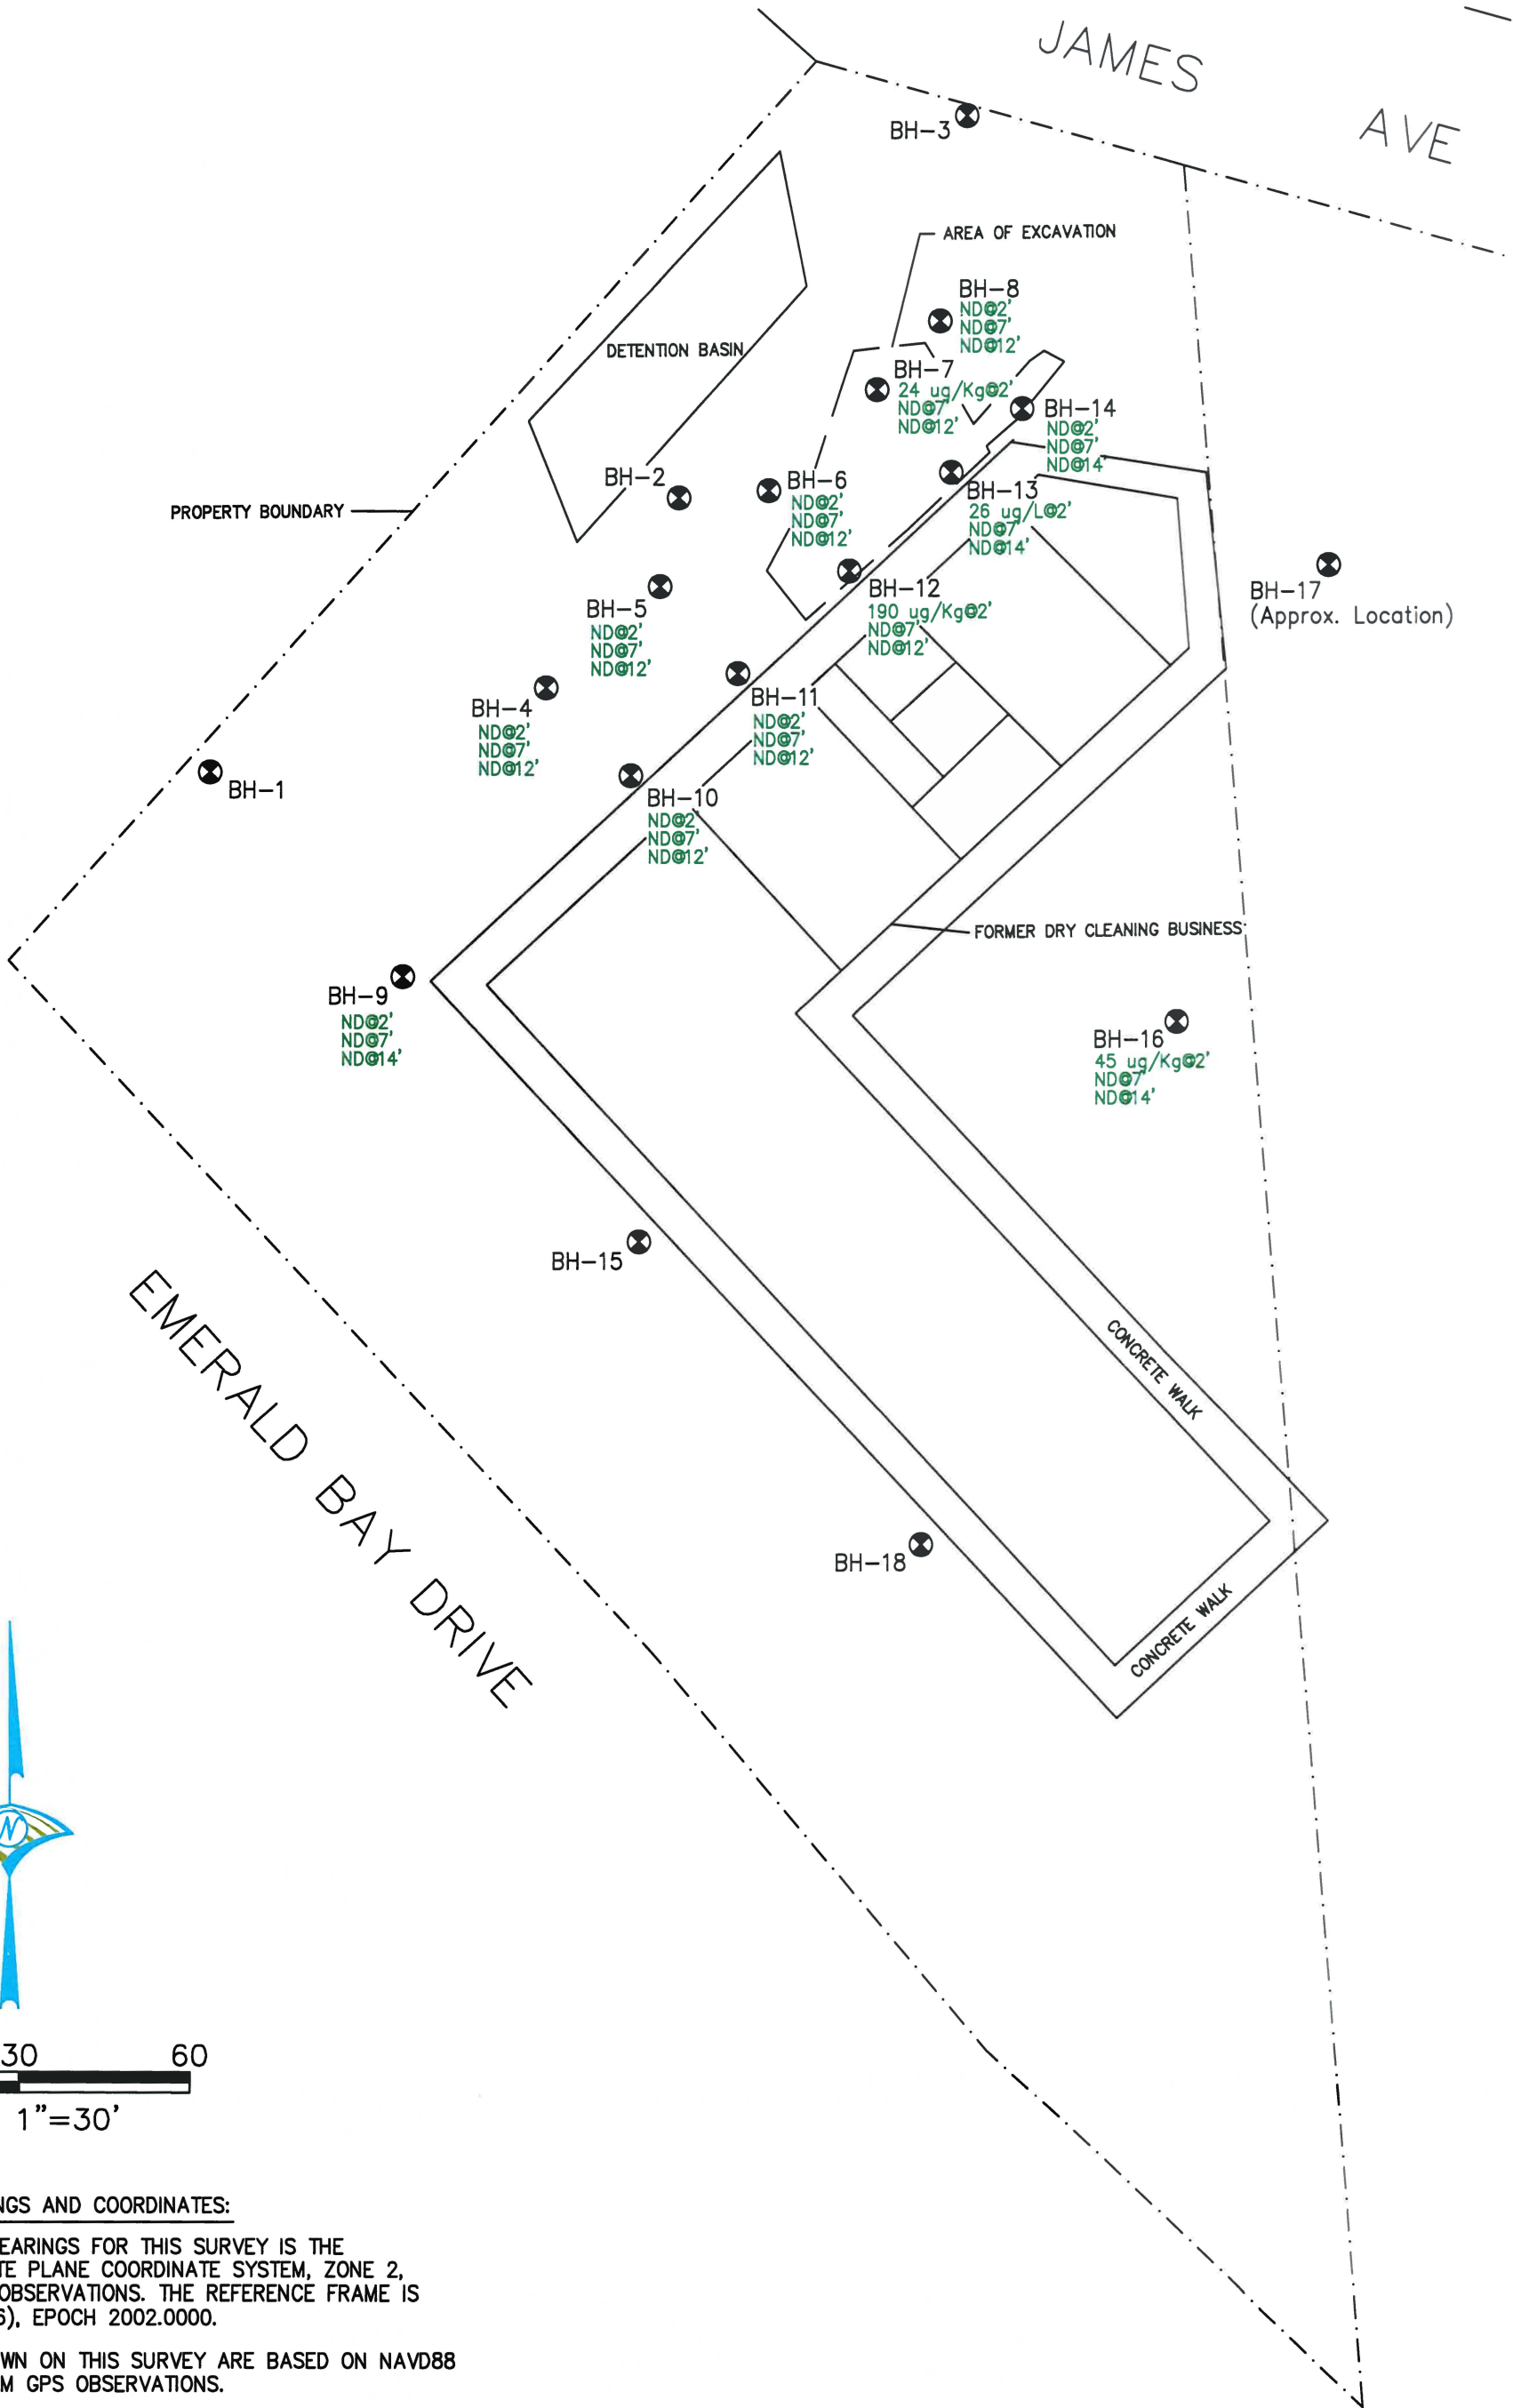 JAMES
AVE
BH-3
AREA OF EXCAVATION
BH-8
ND@2'
ND@7'
ND@12'
DETENTION BASIN
BH-7
24 ug/Kg@2'
ND@7'
ND@12'
BH-14
ND@2'
ND@7'
ND@14'
BH-2
BH-6
ND@2'
ND@7'
ND@12'
BH-13
26 ug/L@2'
ND@7'
ND@14'
PROPERTY BOUNDARY
BH-17
(Approx. Location)
BH-5
ND@2'
ND@7'
ND@12'
BH-12
190 ug/Kg@2'
ND@7'
ND@12'
BH-4
ND@2'
ND@7'
ND@12'
BH-11
ND@2'
ND@7'
ND@12'
BH-1
BH-10
ND@2'
ND@7'
ND@12'
FORMER DRY CLEANING BUSINESS
BH-9
ND@2'
ND@7'
ND@14'
BH-16
45 ug/Kg@2'
ND@7'
ND@14'
BH-15
EMERALD BAY DRIVE
CONCRETE WALK
BH-18
CONCRETE WALK
N
30 60
1"=30'
NGS AND COORDINATES:
EARINGS FOR THIS SURVEY IS THE
TE PLANE COORDINATE SYSTEM, ZONE 2,
OBSERVATIONS. THE REFERENCE FRAME IS
6), EPOCH 2002.0000.
WN ON THIS SURVEY ARE BASED ON NAVD88
M GPS OBSERVATIONS.